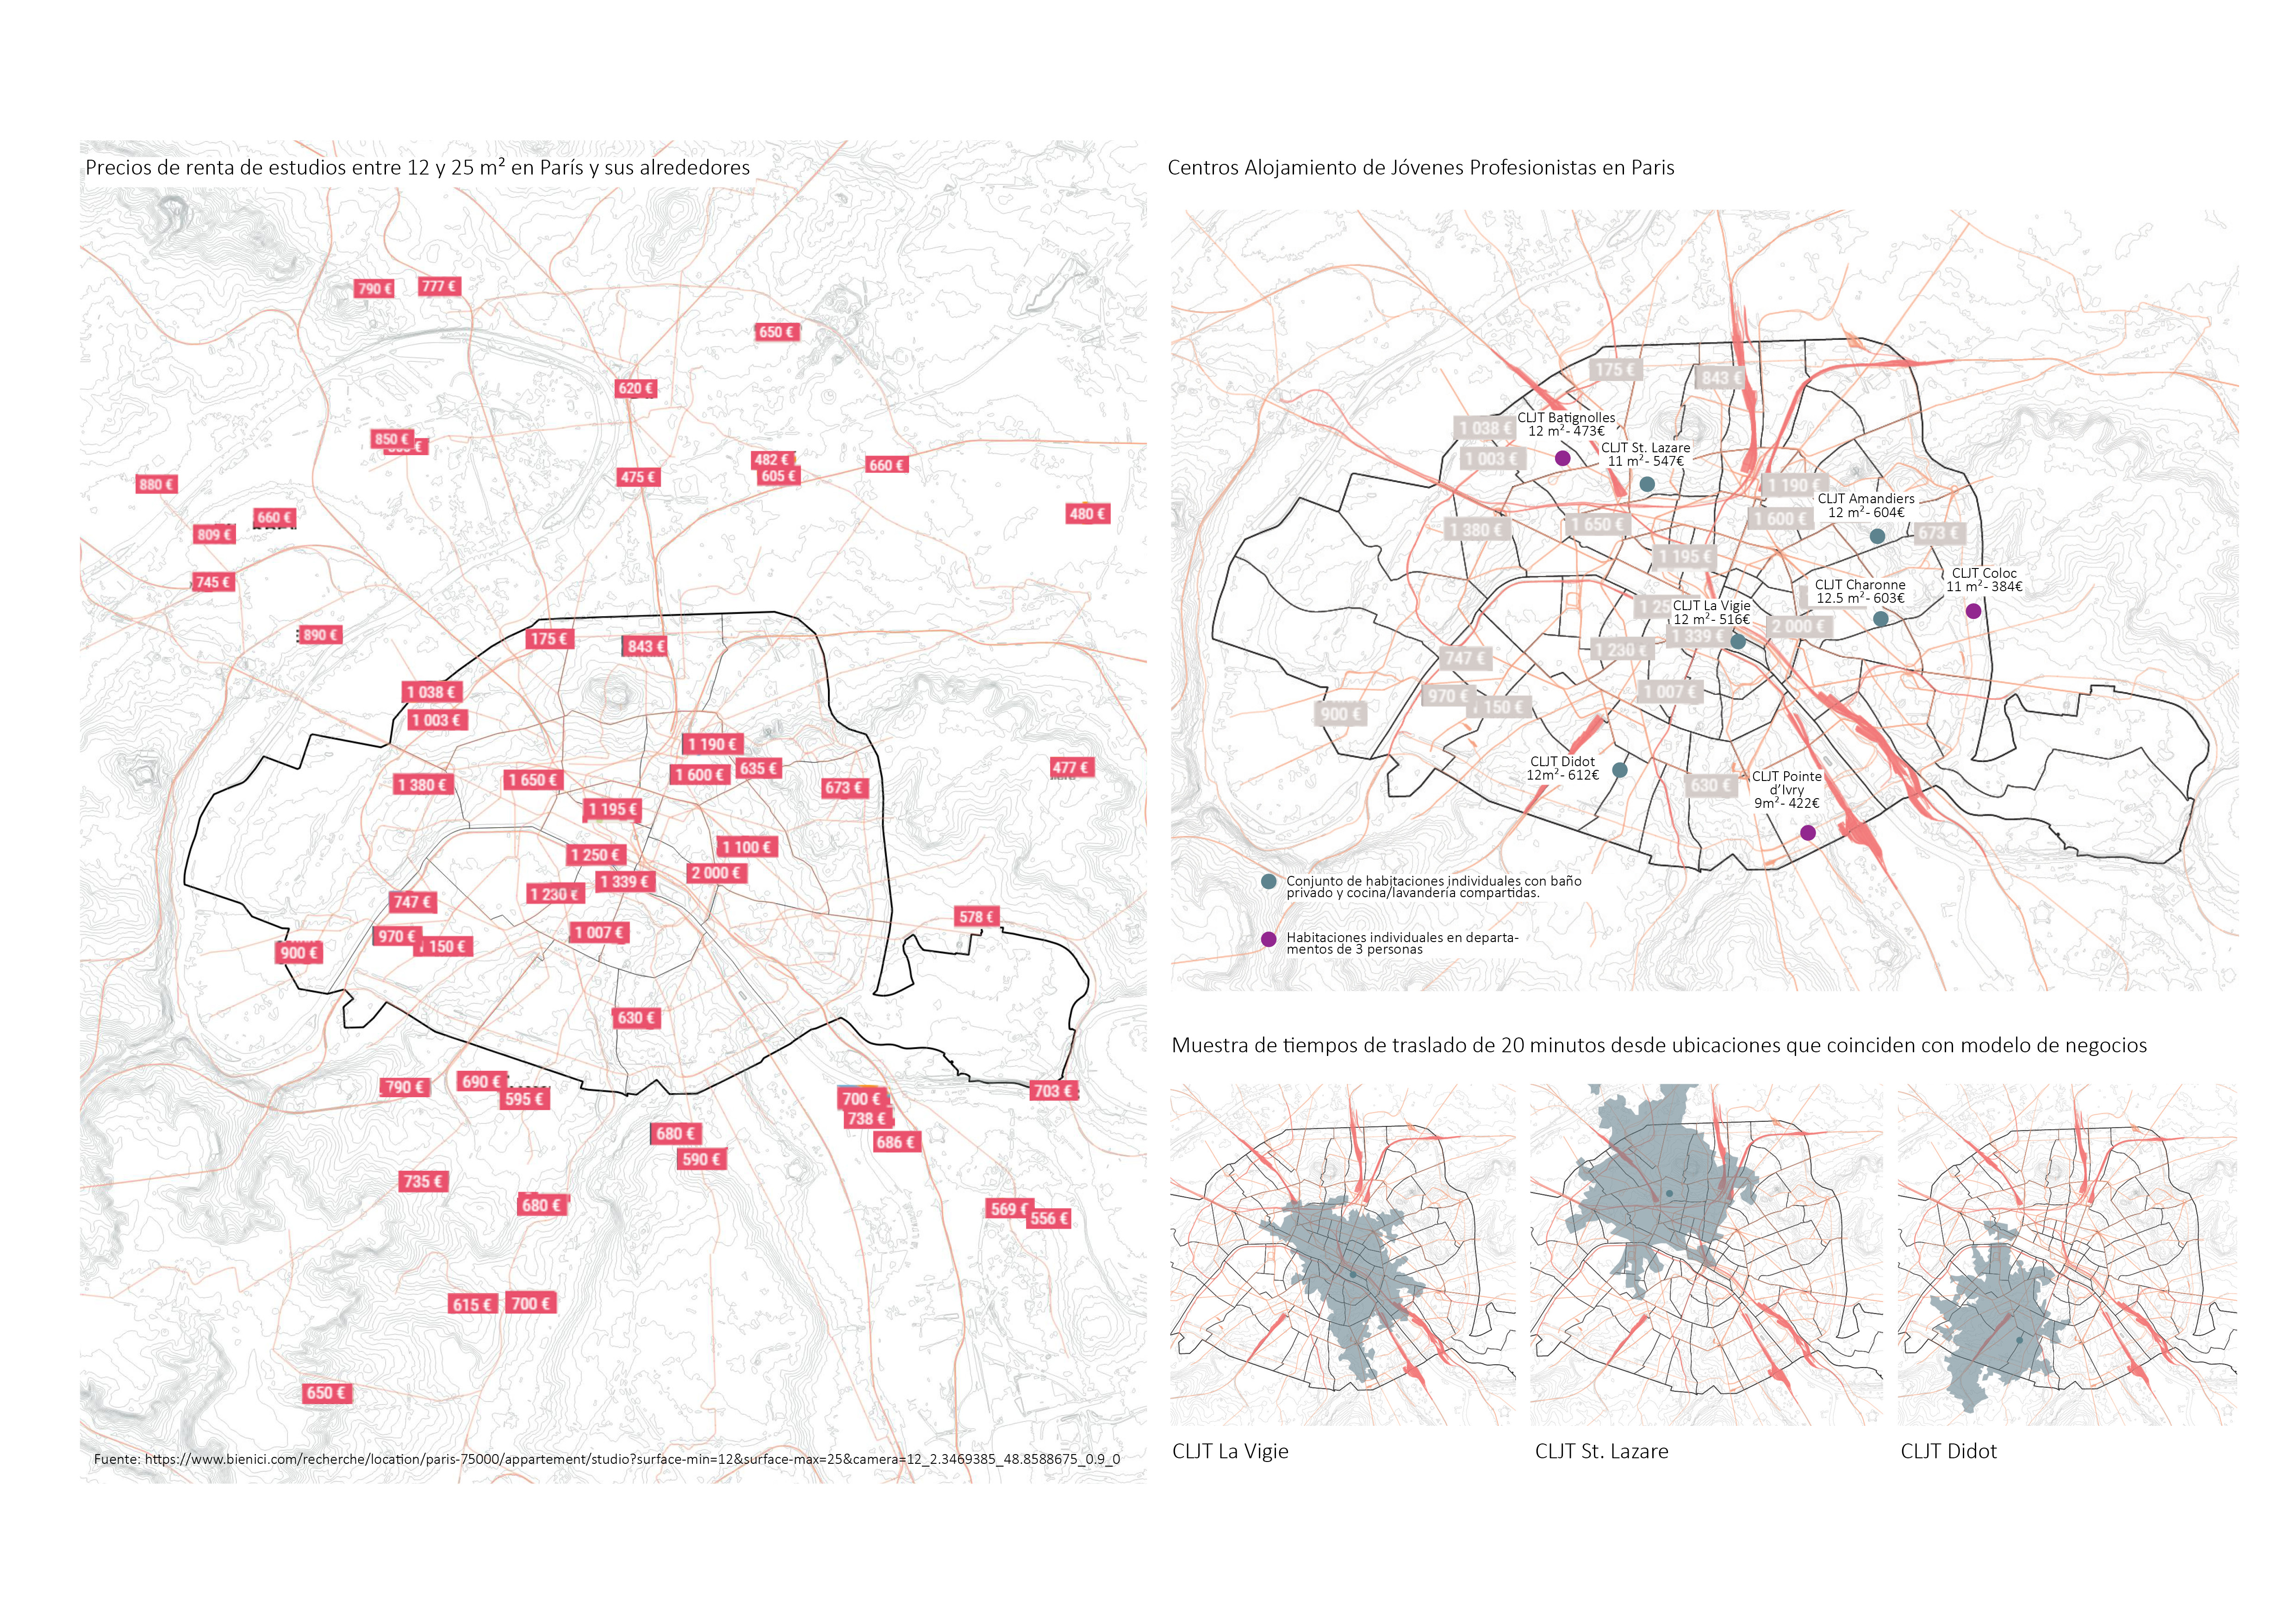 Precios de renta de estudios entre 12 y 25 m² en París y sus alrededores
790 €
777 €
650 €
620 €
850 €
475 €
482 €
605 €
660 €
880 €
660 €
480 €
809 €
745 €
890 €
175 €
843 €
1 038 €
1 003 €
1 190 €
635 €
1 600 €
477 €
1 380 €
1 650 €
673 €
1 195 €
1 100 €
1 250 €
2 000 €
1 339 €
1 230 €
747 €
578 €
970 €
150 €
1 007 €
900 €
630 €
790 €
690 €
595 €
700 €
738 €
686 €
703 €
680 €
590 €
735 €
680 €
569 €
556 €
615 €
700 €
650 €
Fuente: https://www.bienici.com/recherche/location/paris-75000/appartement/studio?surface-min=12&surface-max=25&camera=12_2.3469385_48.8588675_0.9_0
Centros Alojamiento de Jóvenes Profesionistas en Paris
175 €
843 €
1 038 €
CLJT Batignolles
12 m²- 473€
1 003 €
CLJT St. Lazare
11 m²- 547€
1 190 €
CLJT Amandiers
12 m²- 604€
1 380 €
1 650 €
1 600 €
673 €
1 195 €
CLJT Coloc
11 m²- 384€
CLJT Charonne
12.5 m²- 603€
CLJT La Vigie
12 m²- 516€
1 339 €
2 000 €
1 230 €
747 €
970 €
150 €
1 007 €
900 €
CLJT Didot
12m²- 612€
630 €
CLJT Pointe
d’Ivry
9m²- 422€
Conjunto de habitaciones individuales con baño
privado y cocina/lavandería compartidas.
Habitaciones individuales en departa-
mentos de 3 personas
Muestra de tiempos de traslado de 20 minutos desde ubicaciones que coinciden con modelo de negocios
CLJT La Vigie
CLJT St. Lazare
CLJT Didot